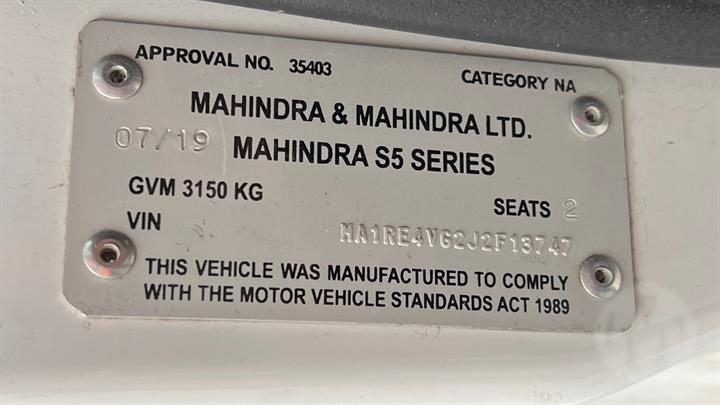 APPROVAL NO. 35403 CATEGORY NA
MAHINDRA & MAHINDRA LTD.
07/19 MAHINDRA S5 SERIES
GVM 3150 KG
SEATS 2
VIN MA1RE4VG2J2F13747
THIS VEHICLE WAS MANUFACTURED TO COMPLY
WITH THE MOTOR VEHICLE STANDARDS ACT 1989